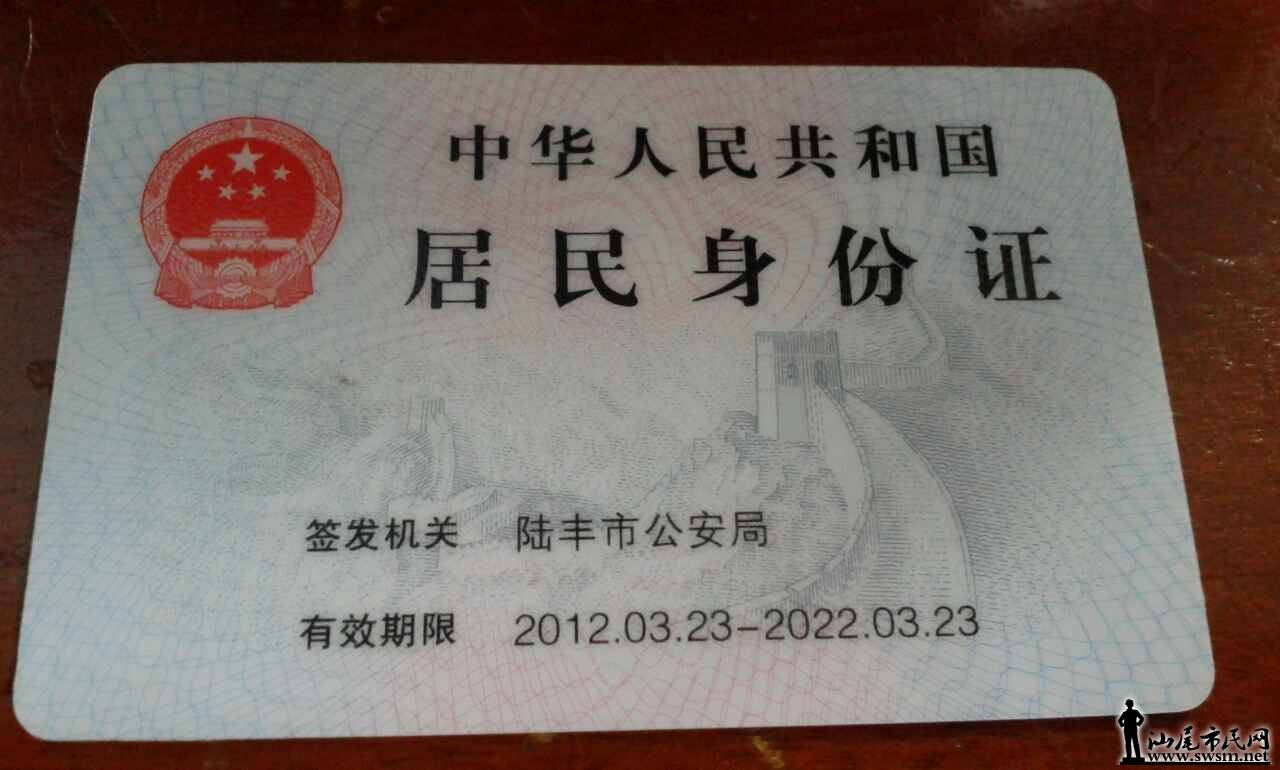 中华人民共和国
居民身份证
签发机关 陆丰市公安局
有效期限 2012.03.23-2022.03.23
汕尾市民网
www.swsm.net